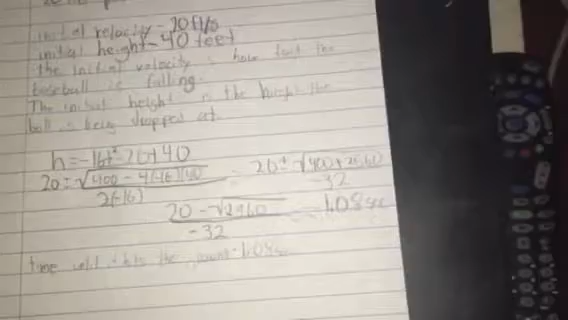 initial velocity - 20 ft/s
initial height - 40 feet
the initial velocity is how fast the
baseball is falling.
The initial height is the height the
ball is being dropped at.
h = -16t² - 20t + 40
20 ± √400 - 4(-16)(40) 20 ± √400 + 2560
2(-16) -32
20 - √2960 1.08 sec
-32
time until it hits the 1.08